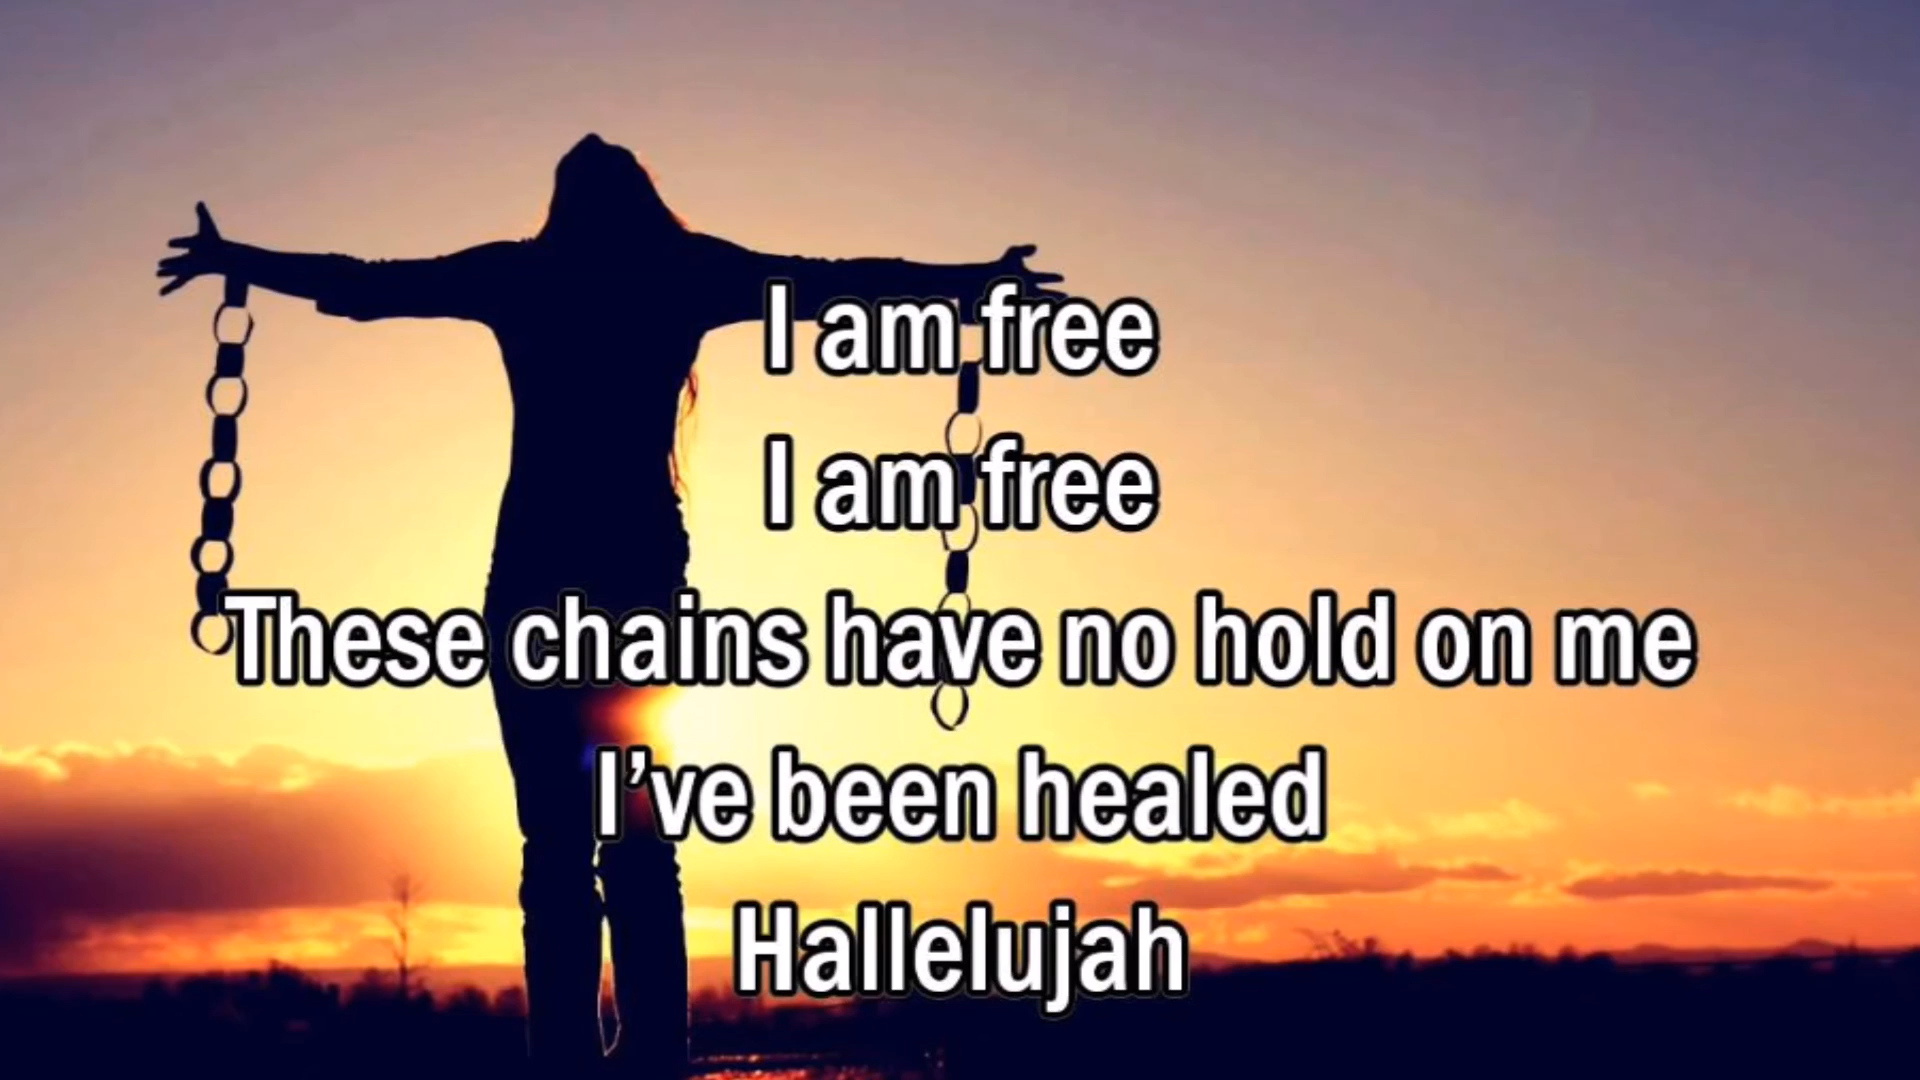 I am free
I am free
These chains have no hold on me
I’ve been healed
Hallelujah